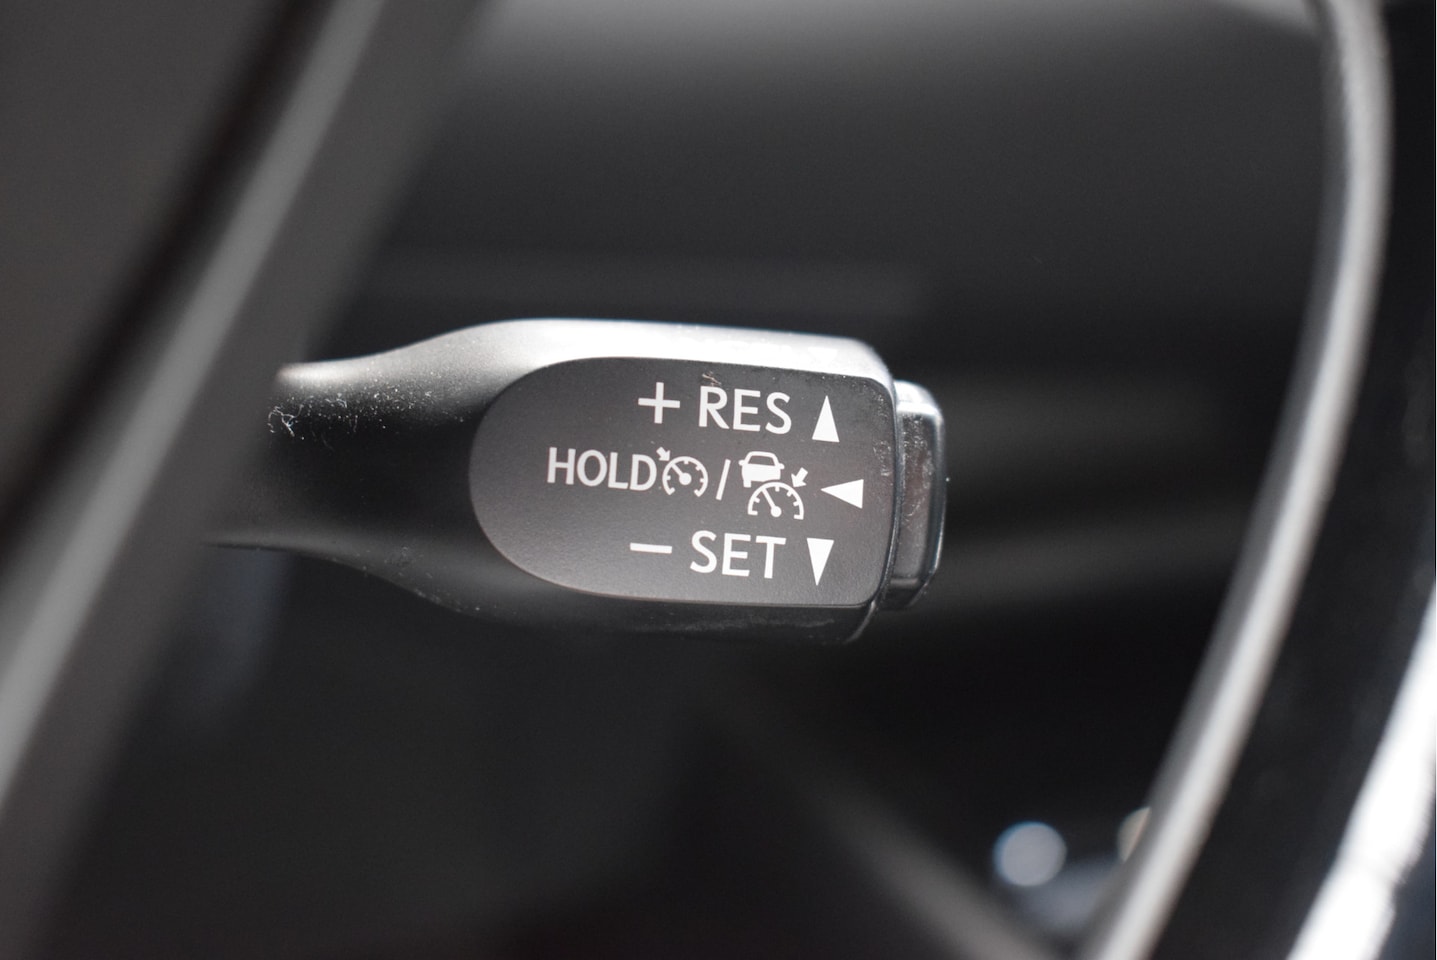 + RES ▲
HOLD / ◀
− SET ▼